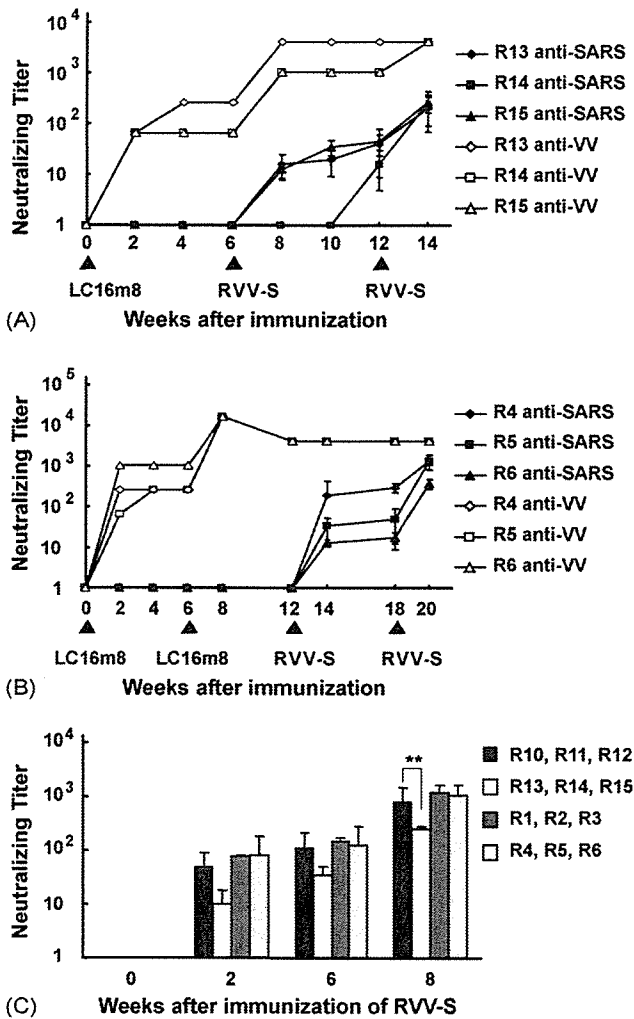 10^4
10^3
10^2
10
1
Neutralizing Titer
0 2 4 6 8 10 12 14
LC16m8 RVV-S RVV-S
(A) Weeks after immunization
R13 anti-SARS
R14 anti-SARS
R15 anti-SARS
R13 anti-VV
R14 anti-VV
R15 anti-VV
10^5
10^4
10^3
10^2
10
1
Neutralizing Titer
0 2 4 6 8 12 14 18 20
LC16m8 LC16m8 RVV-S RVV-S
(B) Weeks after immunization
R4 anti-SARS
R5 anti-SARS
R6 anti-SARS
R4 anti-VV
R5 anti-VV
R6 anti-VV
10^4
10^3
10^2
10
1
Neutralizing Titer
**
0 2 6 8
(C) Weeks after immunization of RVV-S
R10, R11, R12
R13, R14, R15
R1, R2, R3
R4, R5, R6